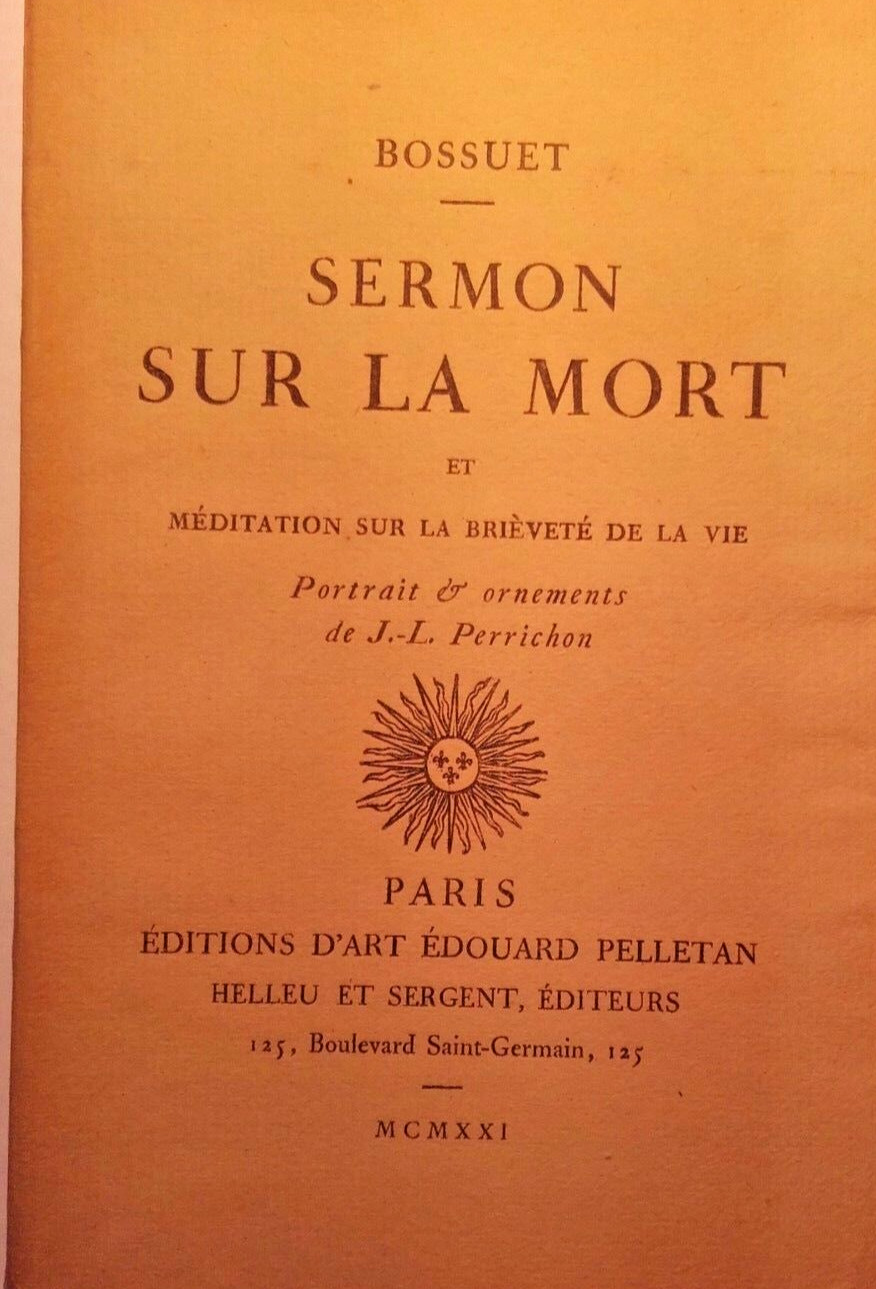 BOSSUET
SERMON
SUR LA MORT
ET
MÉDITATION SUR LA BRIÈVETÉ DE LA VIE
Portrait & ornements
de J.-L. Perrichon
PARIS
ÉDITIONS D'ART ÉDOUARD PELLETAN
HELLEU ET SERGENT, ÉDITEURS
125, Boulevard Saint-Germain, 125
MCMXXI